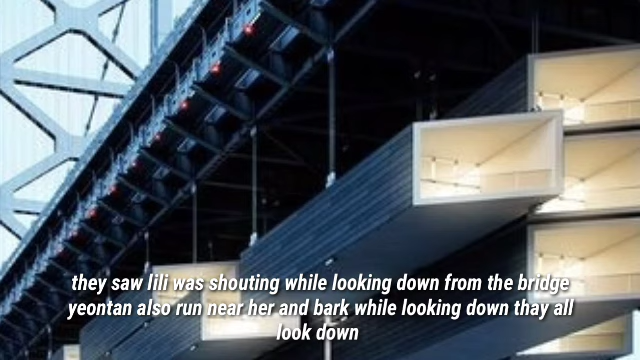 they saw lili was shouting while looking down from the bridge
yeontan also run near her and bark while looking down thay all
look down